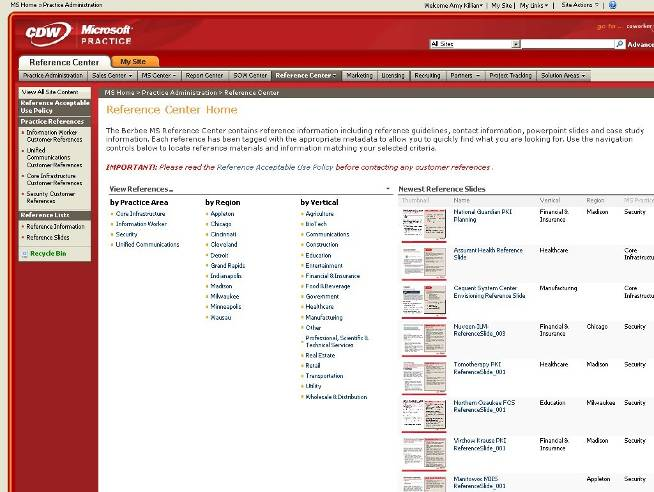 MS Home > Practice Administration
Welcome Amy Killian
My Site
My Links
Site Actions
CDW
Microsoft
PRACTICE
go to... coworker
All Sites
Advance
Reference Center
My Site
Practice Administration
Sales Center
MS Center
Report Center
SOW Center
Reference Center
Marketing
Licensing
Recruiting
Partners
Project Tracking
Solution Areas
View All Site Content
Reference Acceptable Use Policy
Practice References
Information Worker Customer References
Unified Communications Customer References
Core Infrastructure Customer References
Security Customer References
Reference Lists
Reference Information
Reference Slides
Recycle Bin
MS Home > Practice Administration > Reference Center
Reference Center Home
The Berbee MS Reference Center contains reference information including reference guidelines, contact information, powerpoint slides and case study
information. Each reference has been tagged with the appropriate metadata to allow you to quickly find what you are looking for. Use the navigation
controls below to locate reference materials and information matching your selected criteria.
IMPORTANT: Please read the Reference Acceptable Use Policy before contacting any customer references.
View References...
by Practice Area
Core Infrastructure
Information Worker
Security
Unified Communications
by Region
Appleton
Chicago
Cincinnati
Cleveland
Detroit
Grand Rapids
Indianapolis
Madison
Milwaukee
Minneapolis
Wausau
by Vertical
Agriculture
BioTech
Communications
Construction
Education
Entertainment
Financial & Insurance
Food & Beverage
Government
Healthcare
Manufacturing
Other
Professional, Scientific &
Technical Services
Real Estate
Retail
Transportation
Utility
Wholesale & Distribution
Newest Reference Slides
Thumbnail Name Vertical Region MS Practice
National Guardian PKI Planning Financial & Insurance Madison Security
Assurant Health Reference Slide Healthcare Core Infrastructu
Cequent System Center Envisioning Reference Slide Manufacturing Core Infrastructu
Nuveen ILM-ReferenceSlide_003 Financial & Insurance Chicago Security
Tomotherapy PKI ReferenceSlide_001 Healthcare Madison Security
Northern Ozaukee FCS ReferenceSlide_001 Education Milwaukee Security
Virchow Krause PKI ReferenceSlide_001 Financial & Insurance Madison Security
Manitowoc MIIS ReferenceSlide_001 Appleton Security